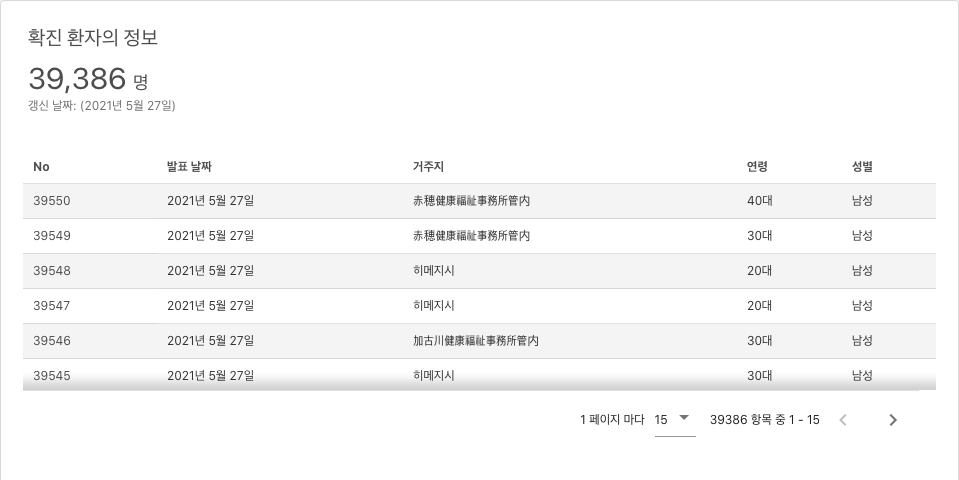 확진 환자의 정보
39,386 명
갱신 날짜: (2021년 5월 27일)
No 발표 날짜 거주지 연령 성별
39550 2021년 5월 27일 赤穂健康福祉事務所管内 40대 남성
39549 2021년 5월 27일 赤穂健康福祉事務所管内 30대 남성
39548 2021년 5월 27일 히메지시 20대 남성
39547 2021년 5월 27일 히메지시 20대 남성
39546 2021년 5월 27일 加古川健康福祉事務所管内 30대 남성
39545 2021년 5월 27일 히메지시 30대 남성
1 페이지 마다 15 39386 항목 중 1 - 15